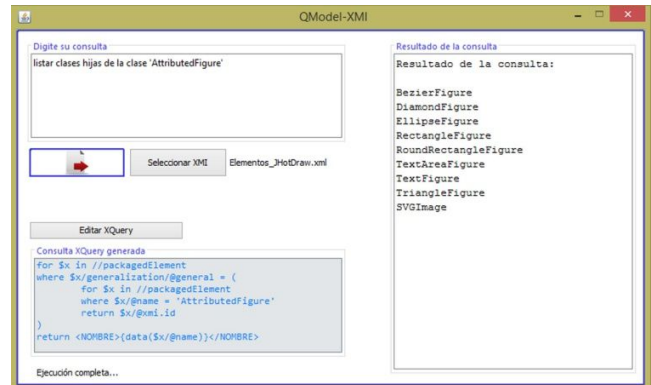 QModel-XMI
Digite su consulta
listar clases hijas de la clase 'AttributedFigure'
Seleccionar XMI
Elementos_JHotDraw.xml
Editar XQuery
Consulta XQuery generada
for $x in //packagedElement
where $x/generalization/@general = (
for $x in //packagedElement
where $x/@name = 'AttributedFigure'
return $x/@xmi.id
)
return <NOMBRE>{data($x/@name)}</NOMBRE>
Ejecución completa...
Resultado de la consulta
Resultado de la consulta:
BezierFigure
DiamondFigure
EllipseFigure
RectangleFigure
RoundRectangleFigure
TextAreaFigure
TextFigure
TriangleFigure
SVGImage